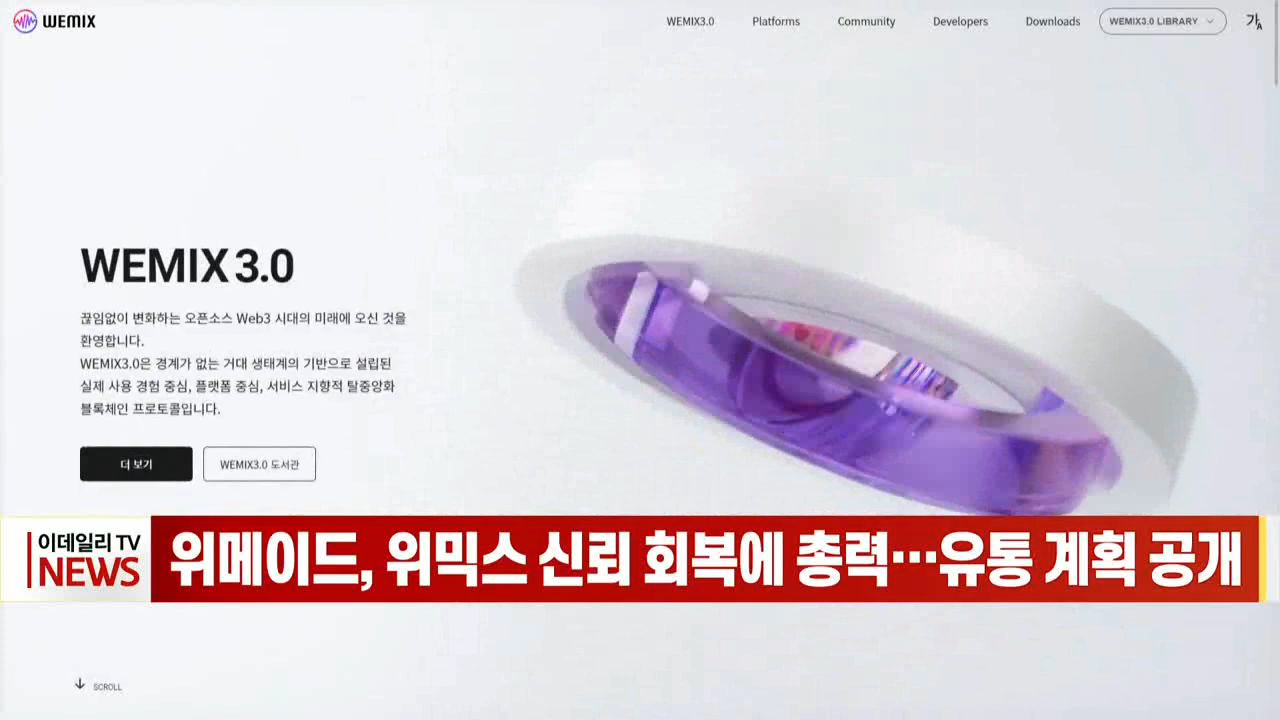 WEMIX
WEMIX3.0 Platforms Community Developers Downloads WEMIX3.0 LIBRARY 가A
WEMIX 3.0
끊임없이 변화하는 오픈소스 Web3 시대의 미래에 오신 것을
환영합니다.
WEMIX3.0은 경계가 없는 거대 생태계의 기반으로 설립된
실제 사용 경험 중심, 플랫폼 중심, 서비스 지향적 탈중앙화
블록체인 프로토콜입니다.
더 보기 WEMIX3.0 도서관
이데일리 TV
NEWS
위메이드, 위믹스 신뢰 회복에 총력…유통 계획 공개
SCROLL